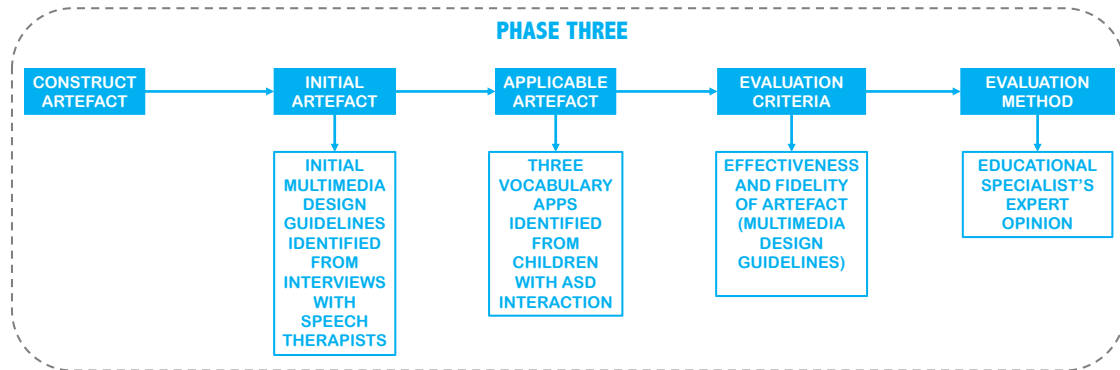 PHASE THREE
CONSTRUCT
ARTEFACT
INITIAL
ARTEFACT
APPLICABLE
ARTEFACT
EVALUATION
CRITERIA
EVALUATION
METHOD
INITIAL
MULTIMEDIA
DESIGN
GUIDELINES
IDENTIFIED
FROM
INTERVIEWS
WITH
SPEECH
THERAPISTS
THREE
VOCABULARY
APPS
IDENTIFIED
FROM
CHILDREN
WITH ASD
INTERACTION
EFFECTIVENESS
AND FIDELITY
OF ARTEFACT
(MULTIMEDIA
DESIGN
GUIDELINES)
EDUCATIONAL
SPECIALIST'S
EXPERT
OPINION